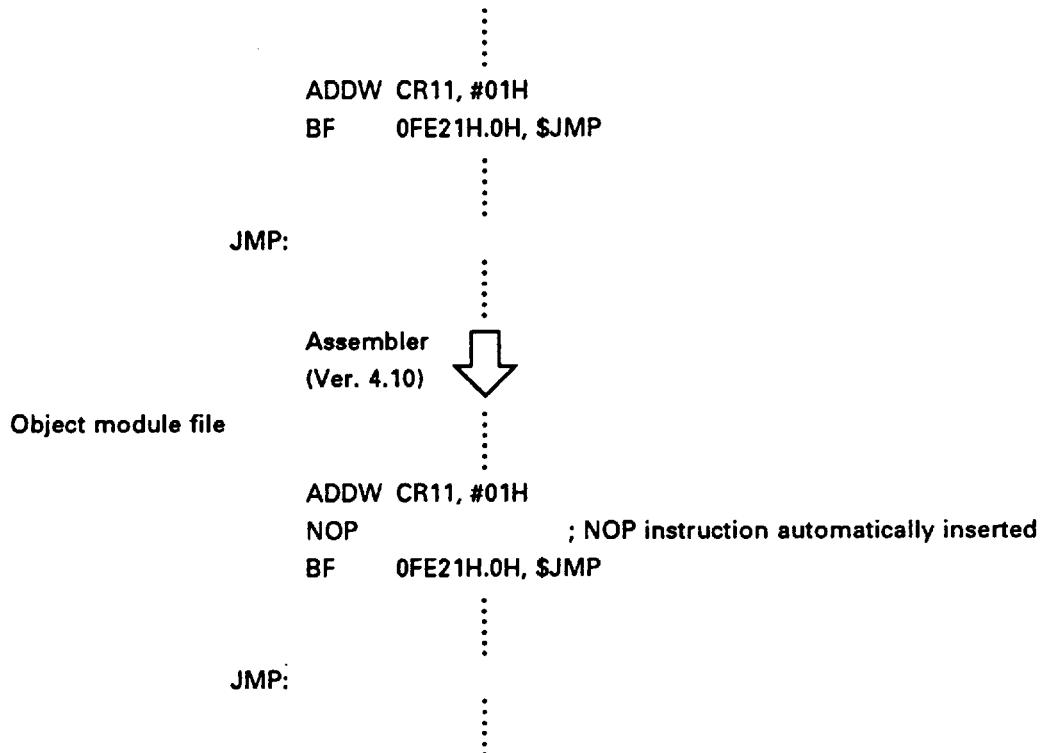 ADDW CR11, #01H
BF 0FE21H.0H, $JMP
JMP:
Assembler
(Ver. 4.10)
Object module file
ADDW CR11, #01H
NOP ; NOP instruction automatically inserted
BF 0FE21H.0H, $JMP
JMP: